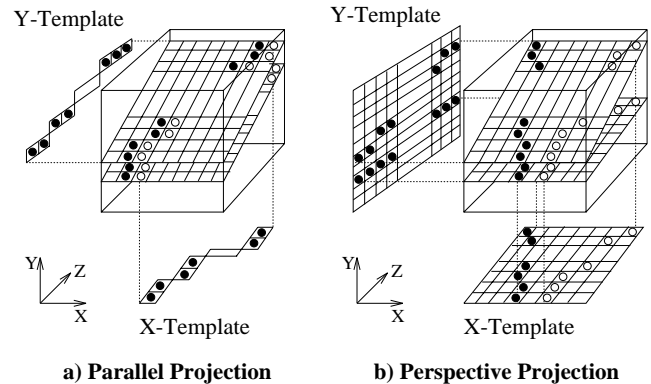 Y-Template
Y-Template
Y
Z
X
X-Template
Y
Z
X
X-Template
a) Parallel Projection
b) Perspective Projection